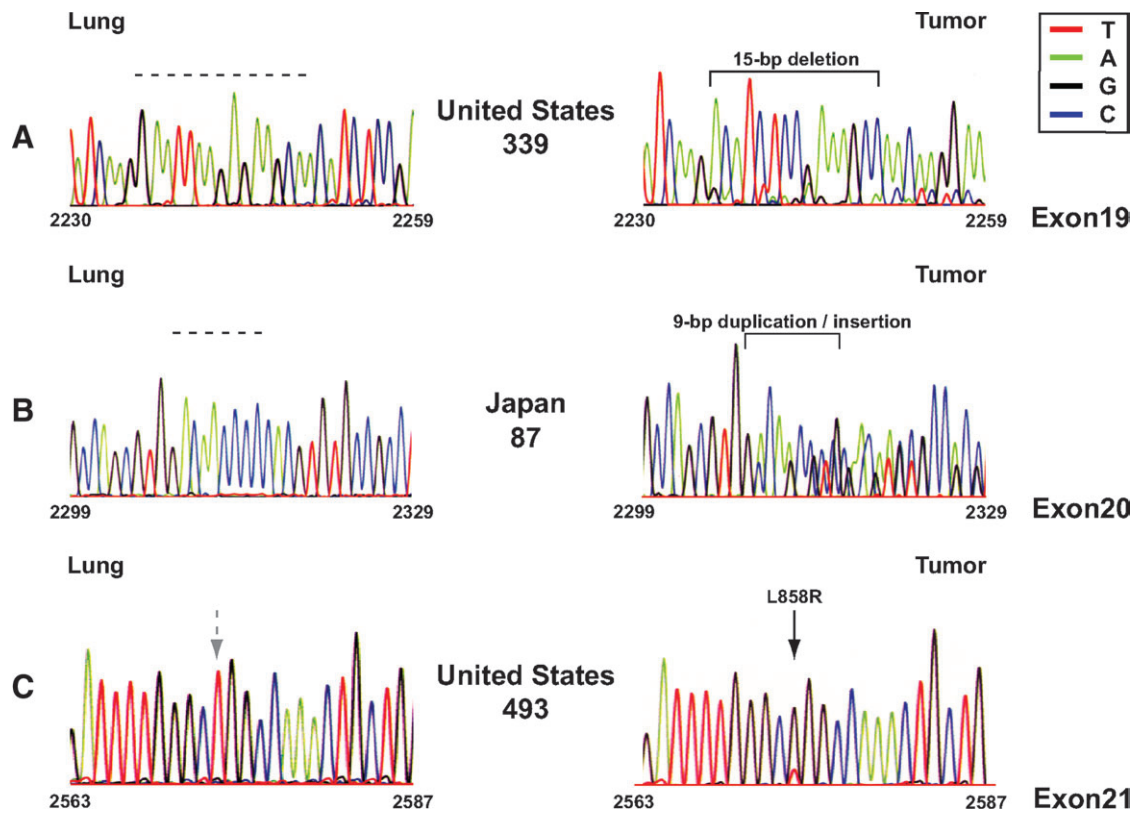 Lung
Tumor
T
A
G
C
15-bp deletion
A
United States
339
2230
2259
2230
2259
Exon19
Lung
Tumor
9-bp duplication / insertion
B
Japan
87
2299
2329
2299
2329
Exon20
Lung
Tumor
L858R
C
United States
493
2563
2587
2563
2587
Exon21